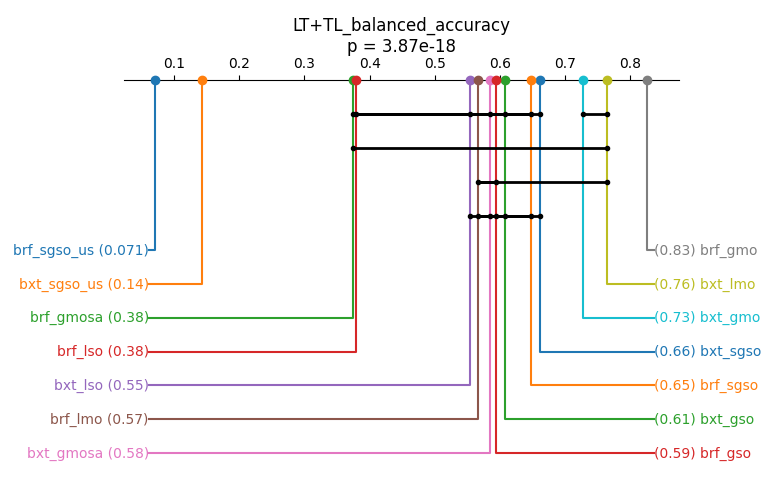 LT+TL_balanced_accuracy
p = 3.87e-18
0.1 0.2 0.3 0.4 0.5 0.6 0.7 0.8
brf_sgso_us (0.071) (0.83) brf_gmo
bxt_sgso_us (0.14) (0.76) bxt_lmo
brf_gmosa (0.38) (0.73) bxt_gmo
brf_lso (0.38) (0.66) bxt_sgso
bxt_lso (0.55) (0.65) brf_sgso
brf_lmo (0.57) (0.61) bxt_gso
bxt_gmosa (0.58) (0.59) brf_gso